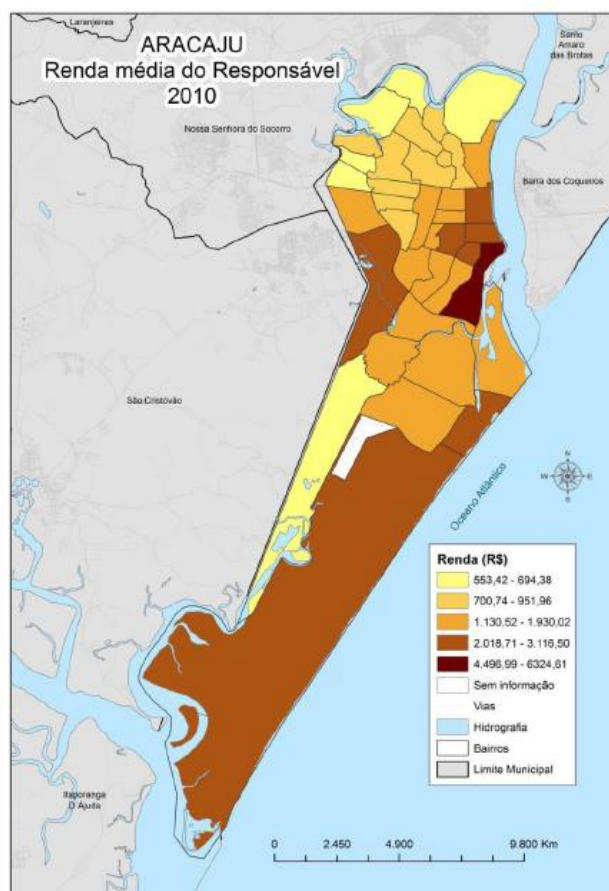 Laranjeiras
ARACAJU
Renda média do Responsável
2010
Santo
Amaro
das Brotas
Nossa Senhora do Socorro
Barra dos Coqueiros
São Cristóvão
Oceano Atlântico
N
W
E
S
Renda (R$)
553,42 - 694,38
700,74 - 951,96
1.130,52 - 1.930,02
2.018,71 - 3.116,50
4.496,99 - 6324,61
Sem informação
Vias
Hidrografia
Bairros
Limite Municipal
Itaporanga
D Ájuda
0 2.450 4.900 9.800 Km